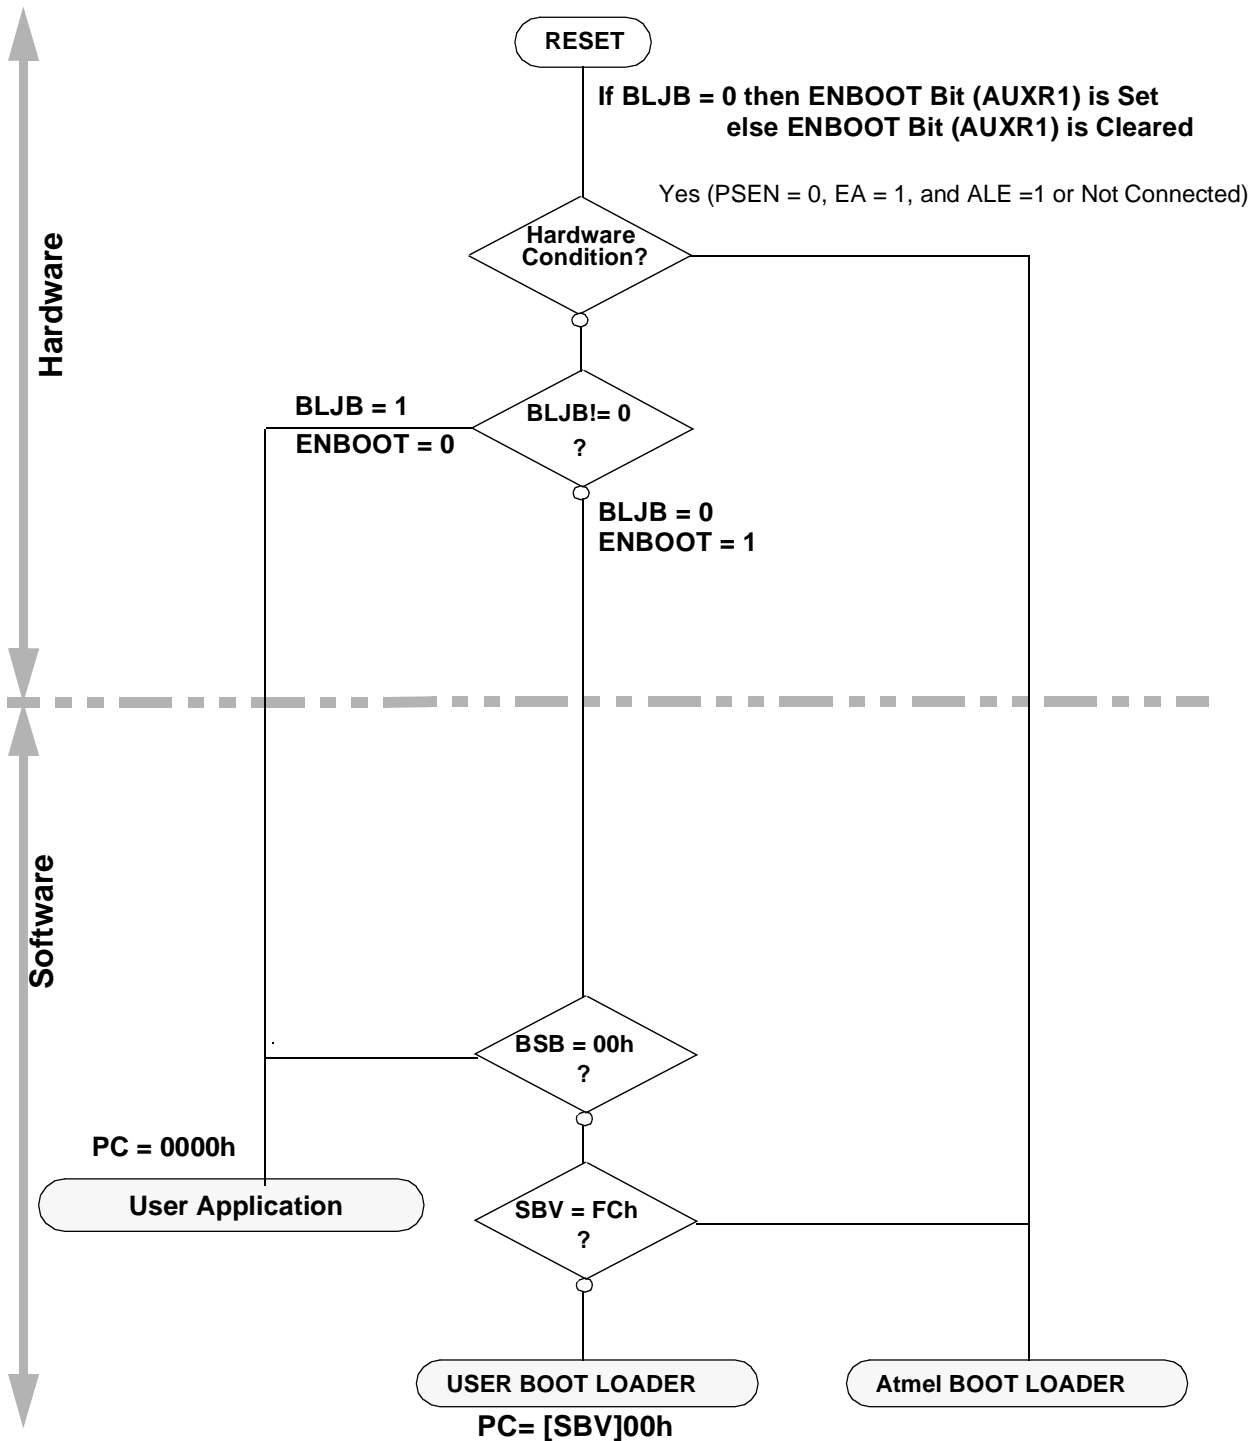 RESET
If BLJB = 0 then ENBOOT Bit (AUXR1) is Set
else ENBOOT Bit (AUXR1) is Cleared
Yes (PSEN = 0, EA = 1, and ALE =1 or Not Connected)
Hardware
Condition?
Hardware
BLJB = 1
ENBOOT = 0
BLJB!= 0
?
BLJB = 0
ENBOOT = 1
Software
BSB = 00h
?
PC = 0000h
User Application
SBV = FCh
?
USER BOOT LOADER
PC= [SBV]00h
Atmel BOOT LOADER